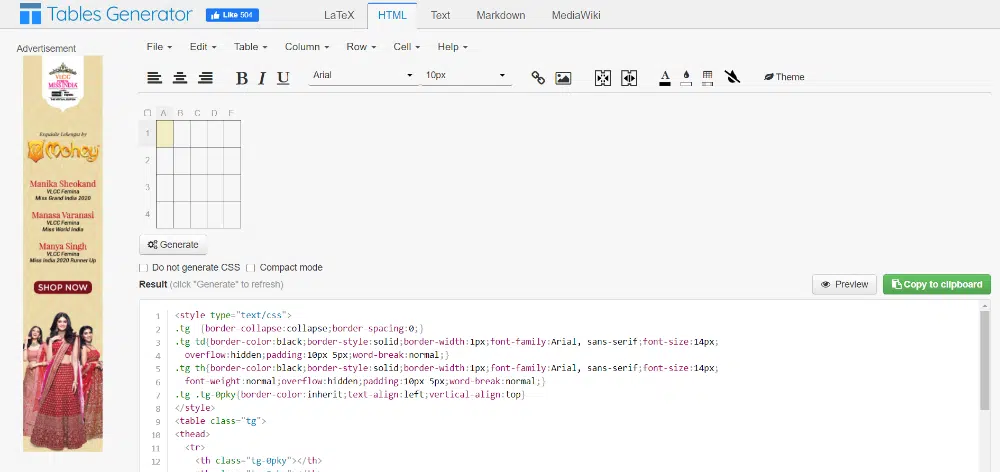 Tables Generator
Like 504
LaTeX HTML Text Markdown MediaWiki
Advertisement
File Edit Table Column Row Cell Help
B I U Arial 10px A Theme
VLCC
FEMINA
MISS INDIA
Exquisite Lehengas by
Mohey
Manika Sheokand
VLCC Femina
Miss Grand India 2020
Manasa Varanasi
VLCC Femina
Miss World India
Manya Singh
VLCC Femina
Miss India 2020 Runner Up
SHOP NOW
A B C D E
1
2
3
4
Generate
Do not generate CSS Compact mode
Result (click "Generate" to refresh)
Preview Copy to clipboard
1 <style type="text/css">
2 .tg {border-collapse:collapse;border-spacing:0;}
3 .tg td{border-color:black;border-style:solid;border-width:1px;font-family:Arial, sans-serif;font-size:14px;
4 overflow:hidden;padding:10px 5px;word-break:normal;}
5 .tg th{border-color:black;border-style:solid;border-width:1px;font-family:Arial, sans-serif;font-size:14px;
6 font-weight:normal;overflow:hidden;padding:10px 5px;word-break:normal;}
7 .tg .tg-0pky{border-color:inherit;text-align:left;vertical-align:top}
8 </style>
9 <table class="tg">
10 <thead>
11 <tr>
12 <th class="tg-0pky"></th>